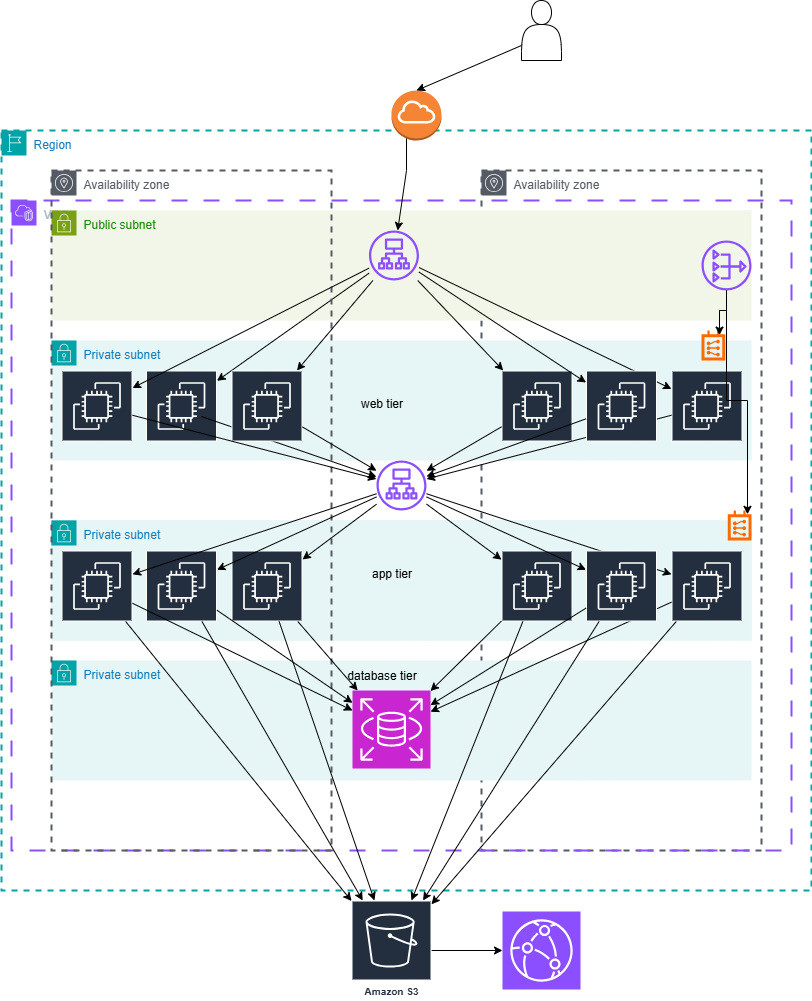 Region
Availability zone
Availability zone
Public subnet
Private subnet
web tier
Private subnet
app tier
Private subnet
database tier
Amazon S3